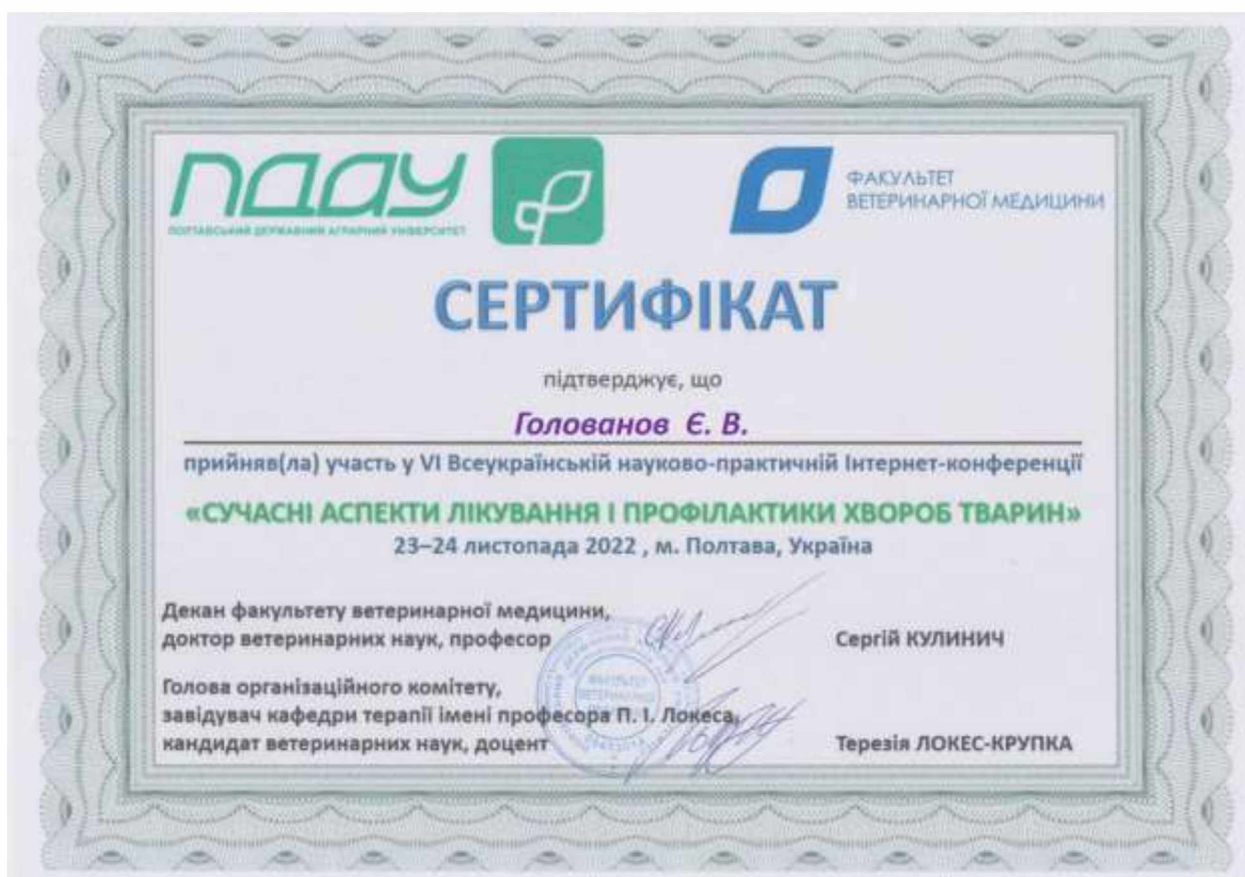 ПДАУ
ПОЛТАВСЬКИЙ ДЕРЖАВНИЙ АГРАРНИЙ УНІВЕРСИТЕТ
ФАКУЛЬТЕТ
ВЕТЕРИНАРНОЇ МЕДИЦИНИ
СЕРТИФІКАТ
підтверджує, що
Голованов Є. В.
прийняв(ла) участь у VI Всеукраїнській науково-практичній Інтернет-конференції
«СУЧАСНІ АСПЕКТИ ЛІКУВАННЯ І ПРОФІЛАКТИКИ ХВОРОБ ТВАРИН»
23–24 листопада 2022 , м. Полтава, Україна
Декан факультету ветеринарної медицини,
доктор ветеринарних наук, професор
Сергій КУЛИНИЧ
Голова організаційного комітету,
завідувач кафедри терапії імені професора П. І. Локеса,
кандидат ветеринарних наук, доцент
Терезія ЛОКЕС-КРУПКА
ФАКУЛЬТЕТ
ВЕТЕРИНАРНОЇ
МЕДИЦИНИ